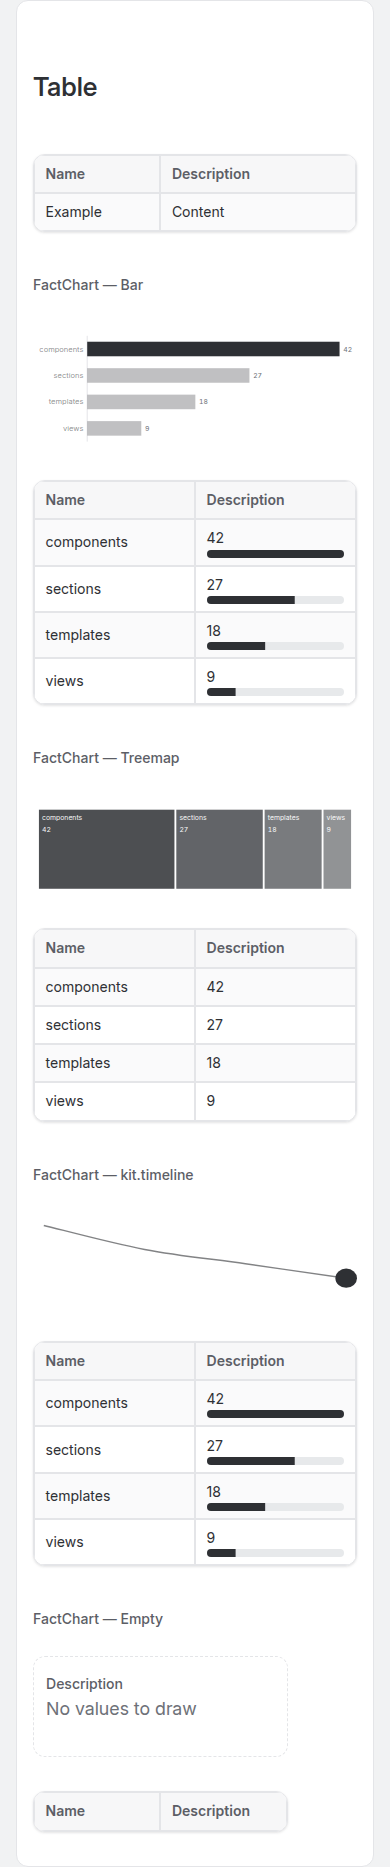 Table
Name Description
Example Content
FactChart — Bar
components 42
sections 27
templates 18
views 9
Name Description
components 42
sections 27
templates 18
views 9
FactChart — Treemap
components sections templates views
42 27 18 9
Name Description
components 42
sections 27
templates 18
views 9
FactChart — kit.timeline
Name Description
components 42
sections 27
templates 18
views 9
FactChart — Empty
Description
No values to draw
Name Description